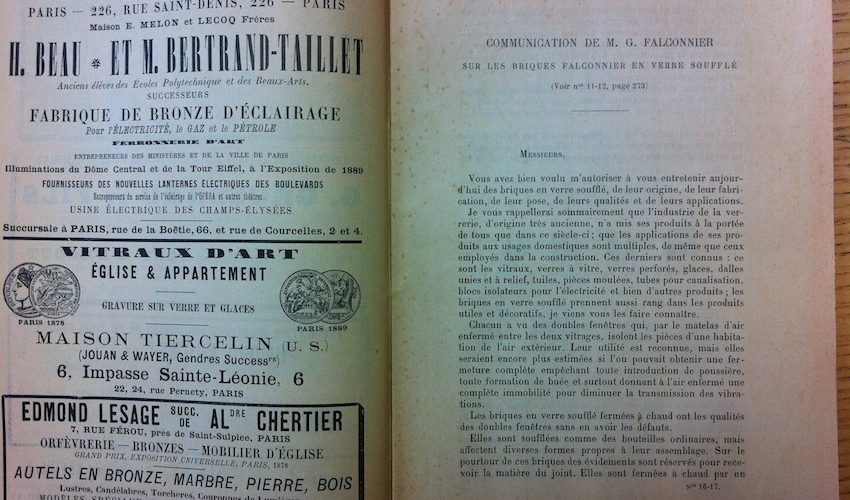 PARIS — 226, RUE SAINT-DENIS, 226 — PARIS
Maison E. MELON et LECOQ Frères
H. BEAU * ET M. BERTRAND-TAILLET
Anciens élèves des Écoles Polytechnique et des Beaux-Arts.
SUCCESSEURS
FABRIQUE DE BRONZE D'ÉCLAIRAGE
Pour l'ÉLECTRICITÉ, le GAZ et le PÉTROLE
FERRONNERIE D'ART
ENTREPRENEURS DES MINISTÈRES ET DE LA VILLE DE PARIS
Illuminations du Dôme Central et de la Tour Eiffel, à l'Exposition de 1889
FOURNISSEURS DES NOUVELLES LANTERNES ÉLECTRIQUES DES BOULEVARDS
Entrepreneurs du service de l'éclairage de l'OPÉRA et autres théâtres.
USINE ÉLECTRIQUE DES CHAMPS-ÉLYSÉES
Succursale à PARIS, rue de la Boëtie, 66, et rue de Courcelles, 2 et 4.
VITRAUX D'ART
ÉGLISE & APPARTEMENT
GRAVURE SUR VERRE ET GLACES
PARIS 1878
PARIS 1889
MAISON TIERCELIN (U. S.)
(JOUAN & WAYER, Gendres Successrs)
6, Impasse Sainte-Léonie, 6
22, 24, rue Pernety, PARIS
EDMOND LESAGE SUCC. DE ALDRE CHERTIER
7, RUE FÉROU, près de Saint-Sulpice, PARIS
ORFÈVRERIE — BRONZES — MOBILIER D'ÉGLISE
GRAND PRIX, EXPOSITION UNIVERSELLE, PARIS, 1878
AUTELS EN BRONZE, MARBRE, PIERRE, BOIS
Lustres, Candélabres, Torchères, Couronnes de Lumières
MODÈLES SPÉCIAUX
COMMUNICATION DE M. G. FALCONNIER
SUR LES BRIQUES FALCONNIER EN VERRE SOUFFLÉ
(Voir nos 11-12, page 273)
MESSIEURS,
Vous avez bien voulu m'autoriser à vous entretenir aujour-
d'hui des briques en verre soufflé, de leur origine, de leur fabri-
cation, de leur pose, de leurs qualités et de leurs applications.
Je vous rappellerai sommairement que l'industrie de la ver-
rerie, d'origine très ancienne, n'a mis ses produits à la portée
de tous que dans ce siècle-ci; que les applications de ses pro-
duits aux usages domestiques sont multiples, de même que ceux
employés dans la construction. Ces derniers sont connus : ce
sont les vitraux, verres à vitre, verres perforés, glaces, dalles
unies et à relief, tuiles, pièces moulées, tubes pour canalisation,
blocs isolateurs pour l'électricité et bien d'autres produits; les
briques en verre soufflé prennent aussi rang dans les produits
utiles et décoratifs, je viens vous les faire connaître.
Chacun a vu des doubles fenêtres qui, par le matelas d'air
enfermé entre les deux vitrages, isolent les pièces d'une habita-
tion de l'air extérieur. Leur utilité est reconnue, mais elles
seraient encore plus estimées si l'on pouvait obtenir une fer-
meture complète empêchant toute introduction de poussière,
toute formation de buée et surtout donnant à l'air enfermé une
complète immobilité pour diminuer la transmission des vibra-
tions.
Les briques en verre soufflé fermées à chaud ont les qualités
des doubles fenêtres sans en avoir les défauts.
Elles sont soufflées comme des bouteilles ordinaires, mais
affectent diverses formes propres à leur assemblage. Sur le
pourtour de ces briques des évidements sont réservés pour rece-
voir la matière du joint. Elles sont fermées à chaud par un
Nos 16-17.